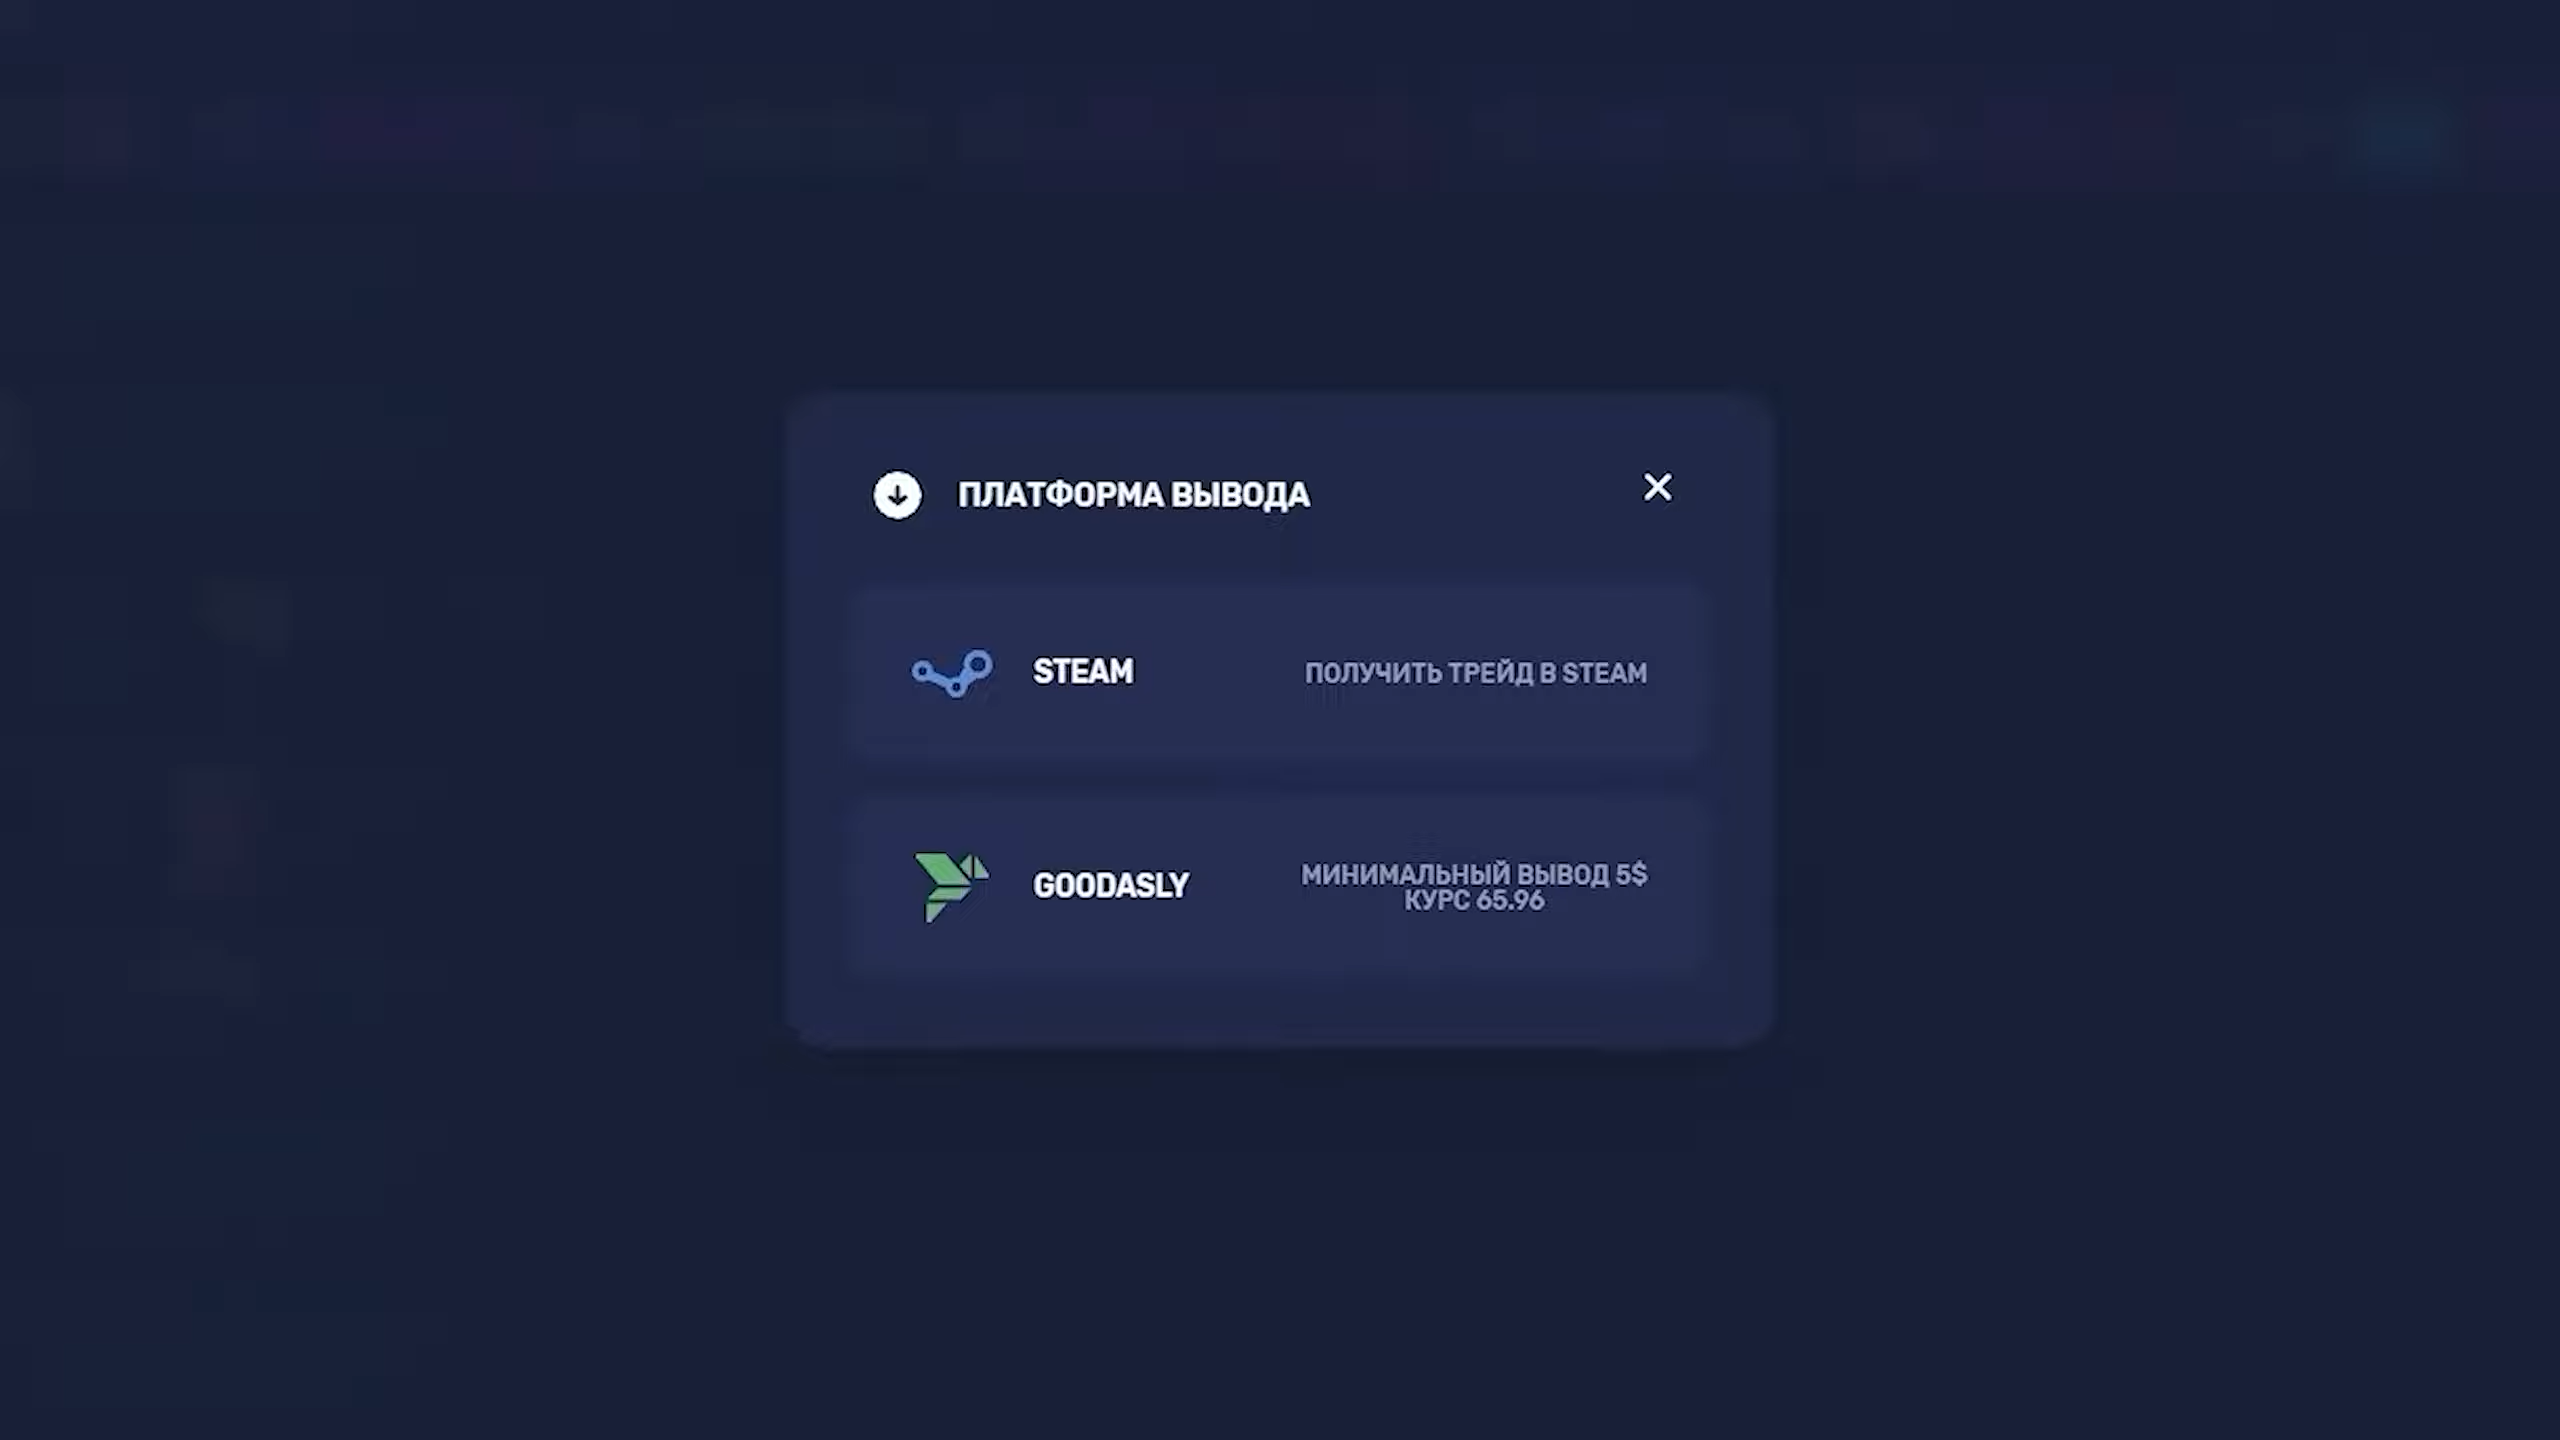 ПЛАТФОРМА ВЫВОДА
STEAM
ПОЛУЧИТЬ ТРЕЙД В STEAM
GOODASLY
МИНИМАЛЬНЫЙ ВЫВОД 5$
КУРС 65.96